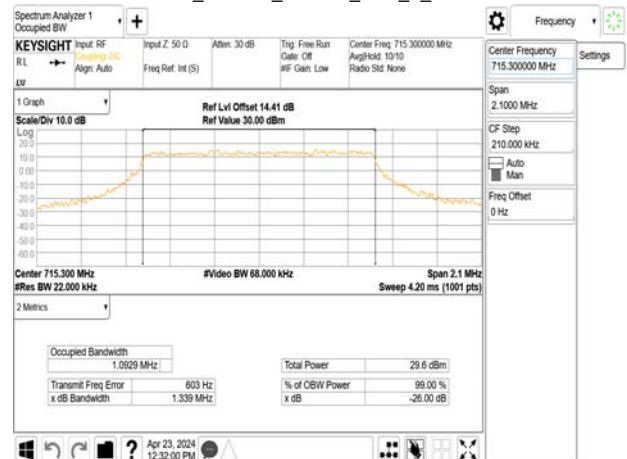 Spectrum Analyzer 1
Occupied BW
Frequency
KEYSIGHT
Input: RF
Input Z: 50 Ω
Atten: 30 dB
Trig: Free Run
Center Freq: 715.300000 MHz
RL
Coupling: DC
Gate: Off
Avg|Hold: 10/10
Align: Auto
Freq Ref: Int (S)
#IF Gain: Low
Radio Std: None
Center Frequency
715.300000 MHz
Settings
Span
2.1000 MHz
CF Step
210.000 kHz
Auto
Man
Freq Offset
0 Hz
1 Graph
Ref Lvl Offset 14.41 dB
Scale/Div 10.0 dB
Ref Value 30.00 dBm
Log
20.0
10.0
0.00
-10.0
-20.0
-30.0
-40.0
-50.0
-60.0
Center 715.300 MHz
#Video BW 68.000 kHz
Span 2.1 MHz
#Res BW 22.000 kHz
Sweep 4.20 ms (1001 pts)
2 Metrics
Occupied Bandwidth
1.0929 MHz
Total Power
29.6 dBm
Transmit Freq Error
603 Hz
% of OBW Power
99.00 %
x dB Bandwidth
1.339 MHz
x dB
-26.00 dB
?
Apr 23, 2024
12:32:00 PM